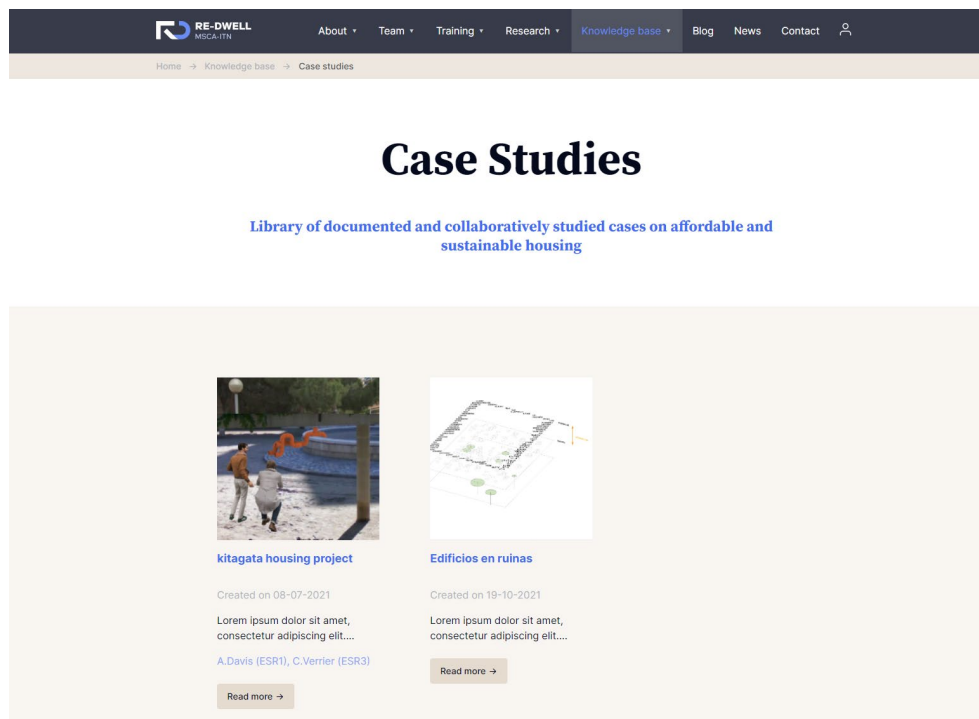 RE-DWELL
MSCA-ITN
About Team Training Research Knowledge base Blog News Contact
Home → Knowledge base → Case studies
Case Studies
Library of documented and collaboratively studied cases on affordable and
sustainable housing
kitagata housing project
Created on 08-07-2021
Lorem ipsum dolor sit amet,
consectetur adipiscing elit....
A.Davis (ESR1), C.Verrier (ESR3)
Read more →
Edificios en ruinas
Created on 19-10-2021
Lorem ipsum dolor sit amet,
consectetur adipiscing elit....
Read more →